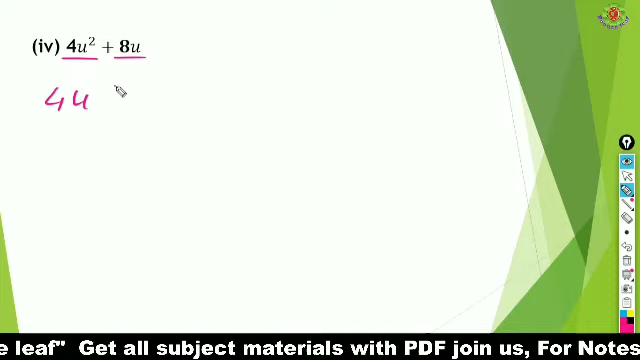 (iv) 4u² + 8u
4u
e leaf" Get all subject materials with PDF join us, For Notes